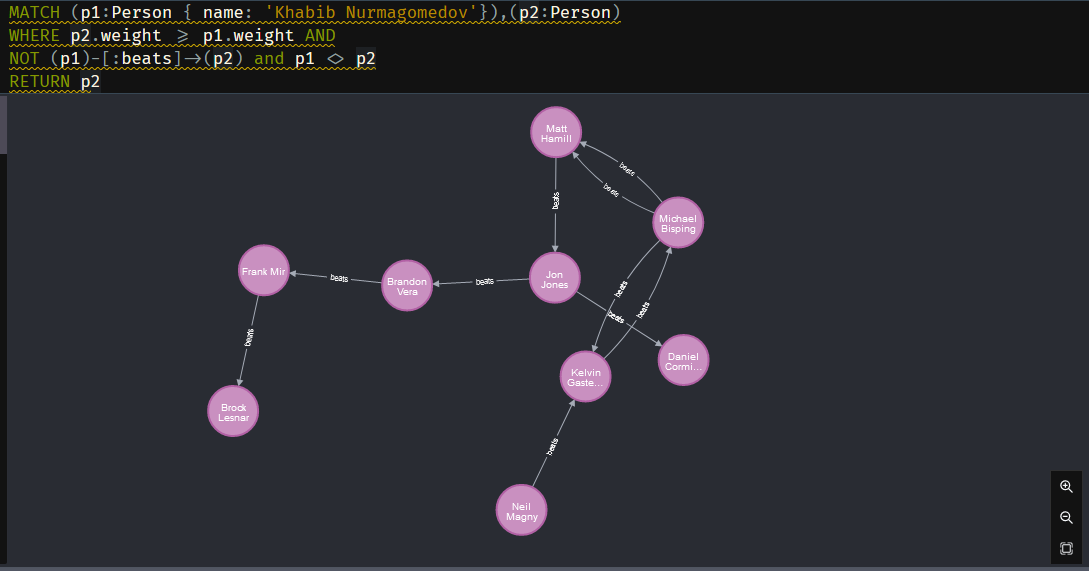 MATCH (p1:Person { name: 'Khabib Nurmagomedov'}),(p2:Person)
WHERE p2.weight ⩾ p1.weight AND
NOT (p1)-[:beats]→(p2) and p1 <> p2
RETURN p2
Matt
Hamill
beats
beats
beats
Michael
Bisping
Frank Mir
beats
Brandon
Vera
beats
Jon
Jones
beats
beats
beats
beats
Daniel
Cormi...
Kelvin
Gaste...
Brock
Lesnar
beats
Neil
Magny